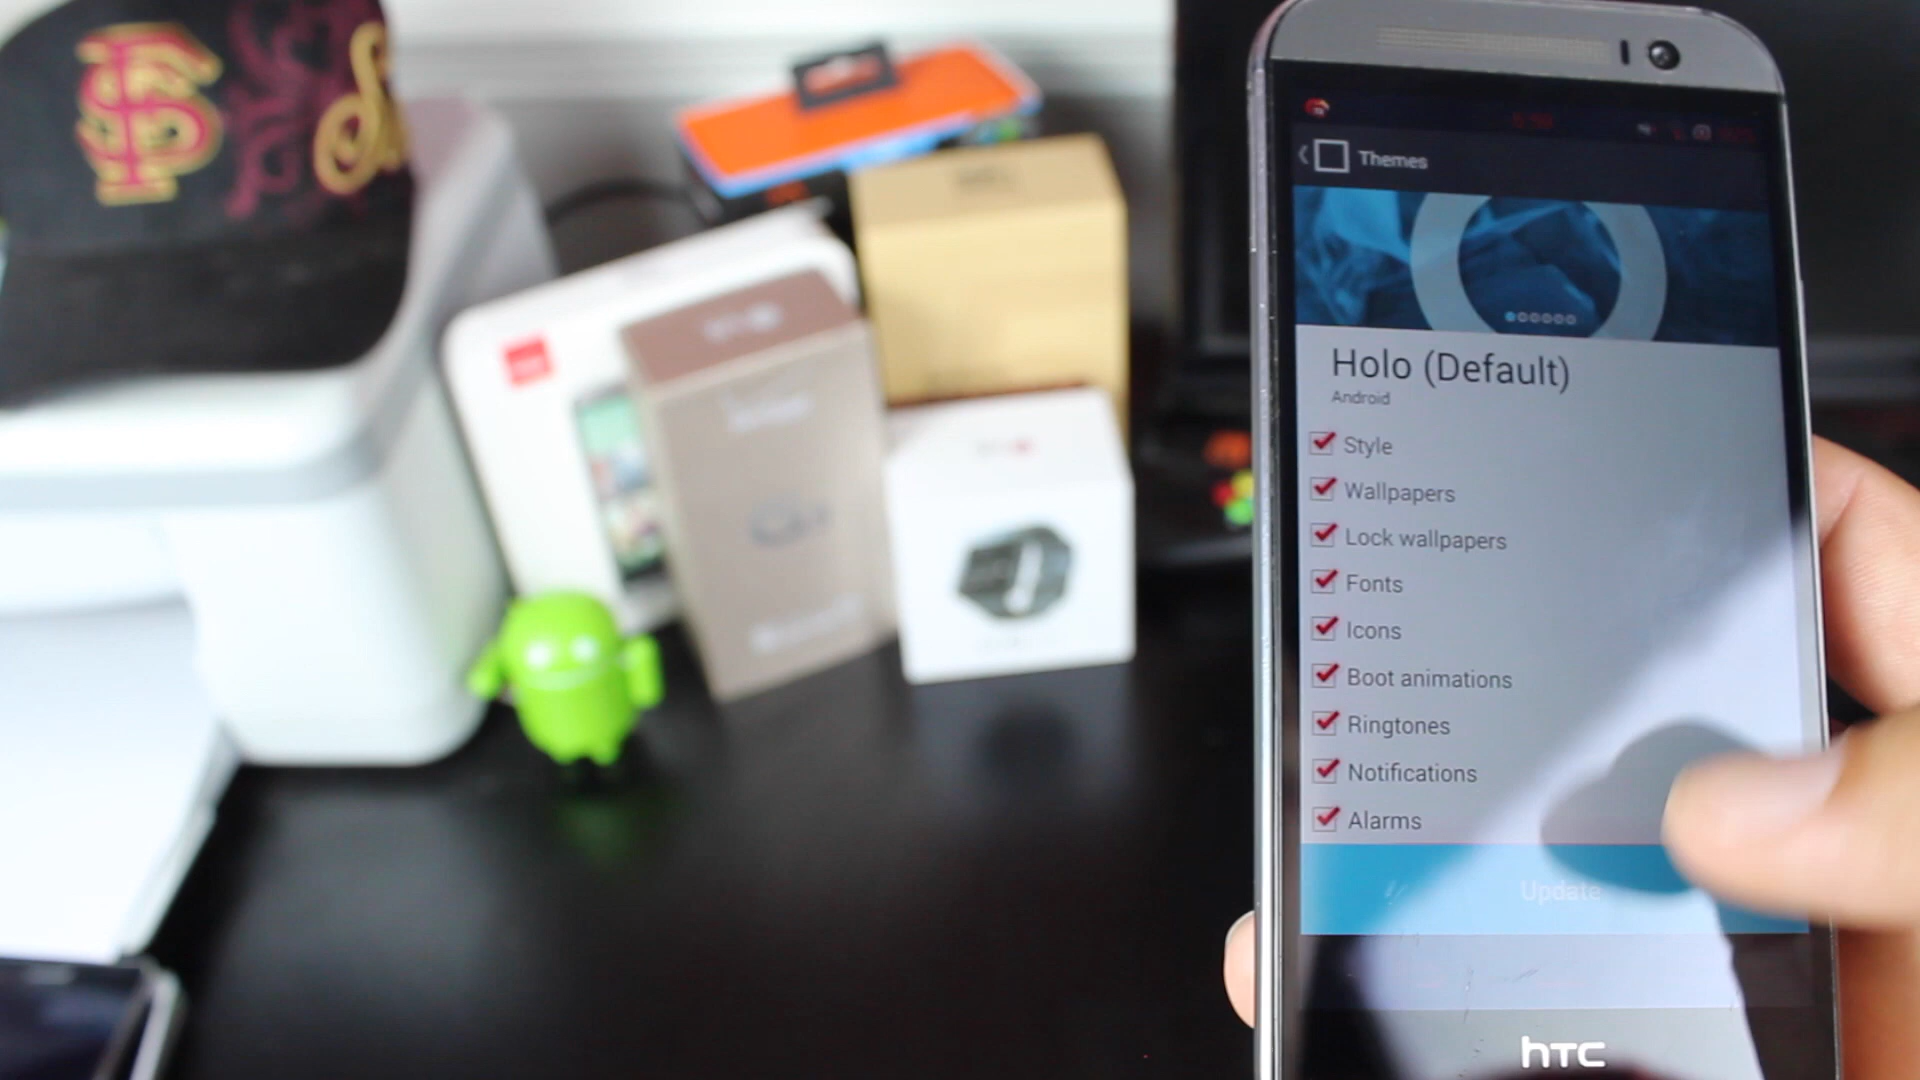 Themes
Holo (Default)
Android
Style
Wallpapers
Lock wallpapers
Fonts
Icons
Boot animations
Ringtones
Notifications
Alarms
Update
hTC